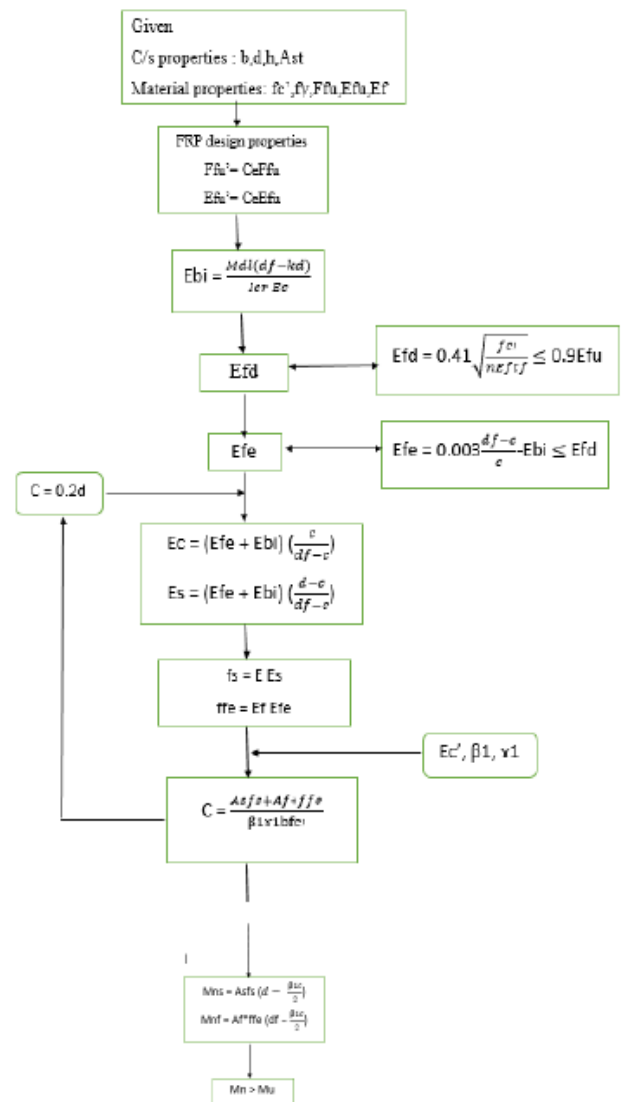 Given
C/s properties : b,d,h,Ast
Material properties: fc',fy,Ffu,Efu,Ef
FRP design properties
Ffu'= CeFfu
Efu'= CeEfu
Ebi = Mdl(df−kd) / Icr Ec
Efd
Efd = 0.41 √(fc' / nEftf) ≤ 0.9Efu
Efe
Efe = 0.003 (df−c / c) -Ebi ≤ Efd
C = 0.2d
Ec = (Efe + Ebi) (c / df−c)
Es = (Efe + Ebi) (d−c / df−c)
fs = E Es
ffe = Ef Efe
Ec', β1, γ1
C = Asfs+Af+ffe / β1γ1bfc'
Mns = Asfs (d − β1c / 2)
Mnf = Af*ffe (df - β1c / 2)
Mn > Mu